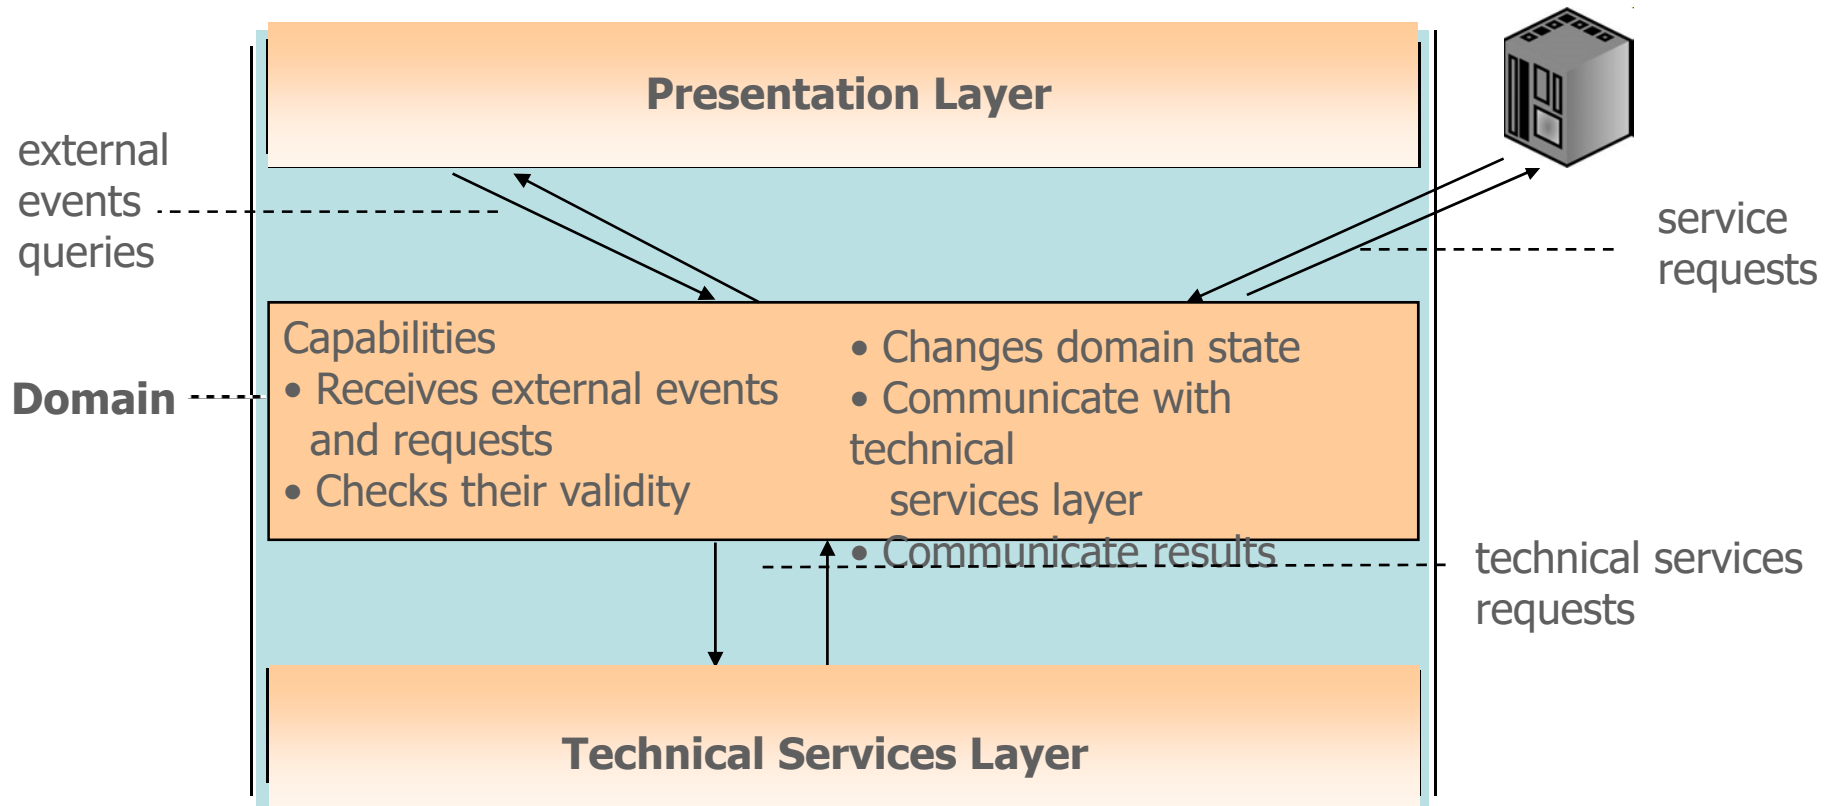 Presentation Layer
external
events
queries
service
requests
Domain
Capabilities
• Receives external events
and requests
• Checks their validity
• Changes domain state
• Communicate with
technical
services layer
• Communicate results
technical services
requests
Technical Services Layer